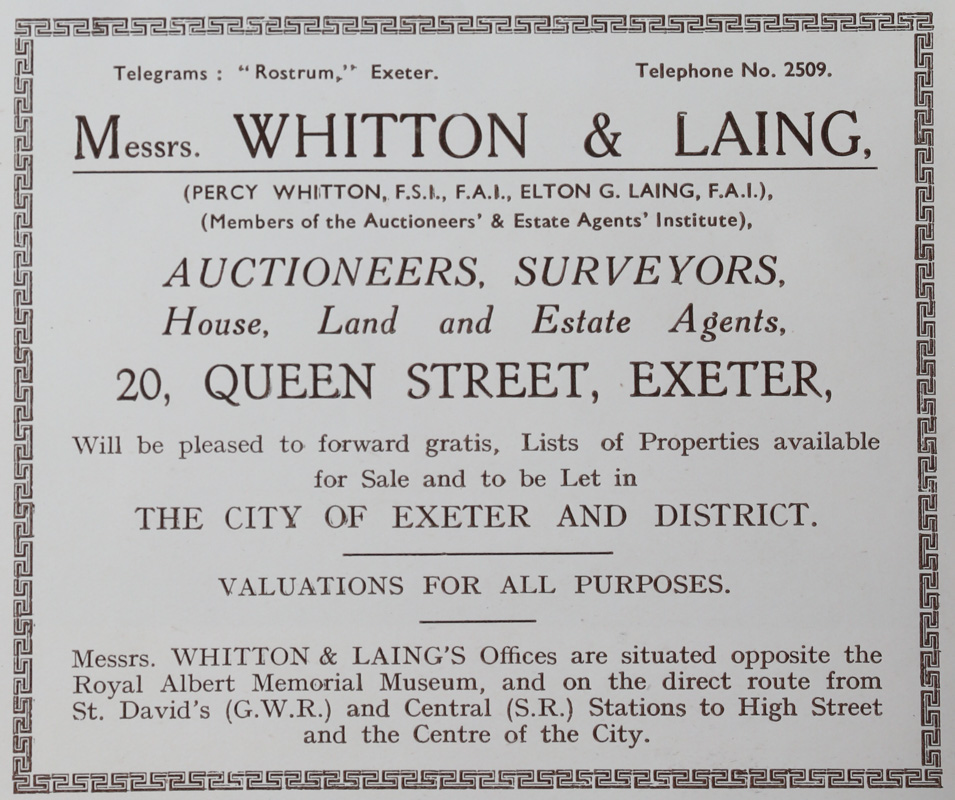 Telegrams : "Rostrum," Exeter. Telephone No. 2509.
Messrs. WHITTON & LAING,
(PERCY WHITTON, F.S.I., F.A.I., ELTON G. LAING, F.A.I.),
(Members of the Auctioneers' & Estate Agents' Institute),
AUCTIONEERS, SURVEYORS,
House, Land and Estate Agents,
20, QUEEN STREET, EXETER,
Will be pleased to forward gratis, Lists of Properties available
for Sale and to be Let in
THE CITY OF EXETER AND DISTRICT.
VALUATIONS FOR ALL PURPOSES.
Messrs. WHITTON & LAING'S Offices are situated opposite the
Royal Albert Memorial Museum, and on the direct route from
St. David's (G.W.R.) and Central (S.R.) Stations to High Street
and the Centre of the City.